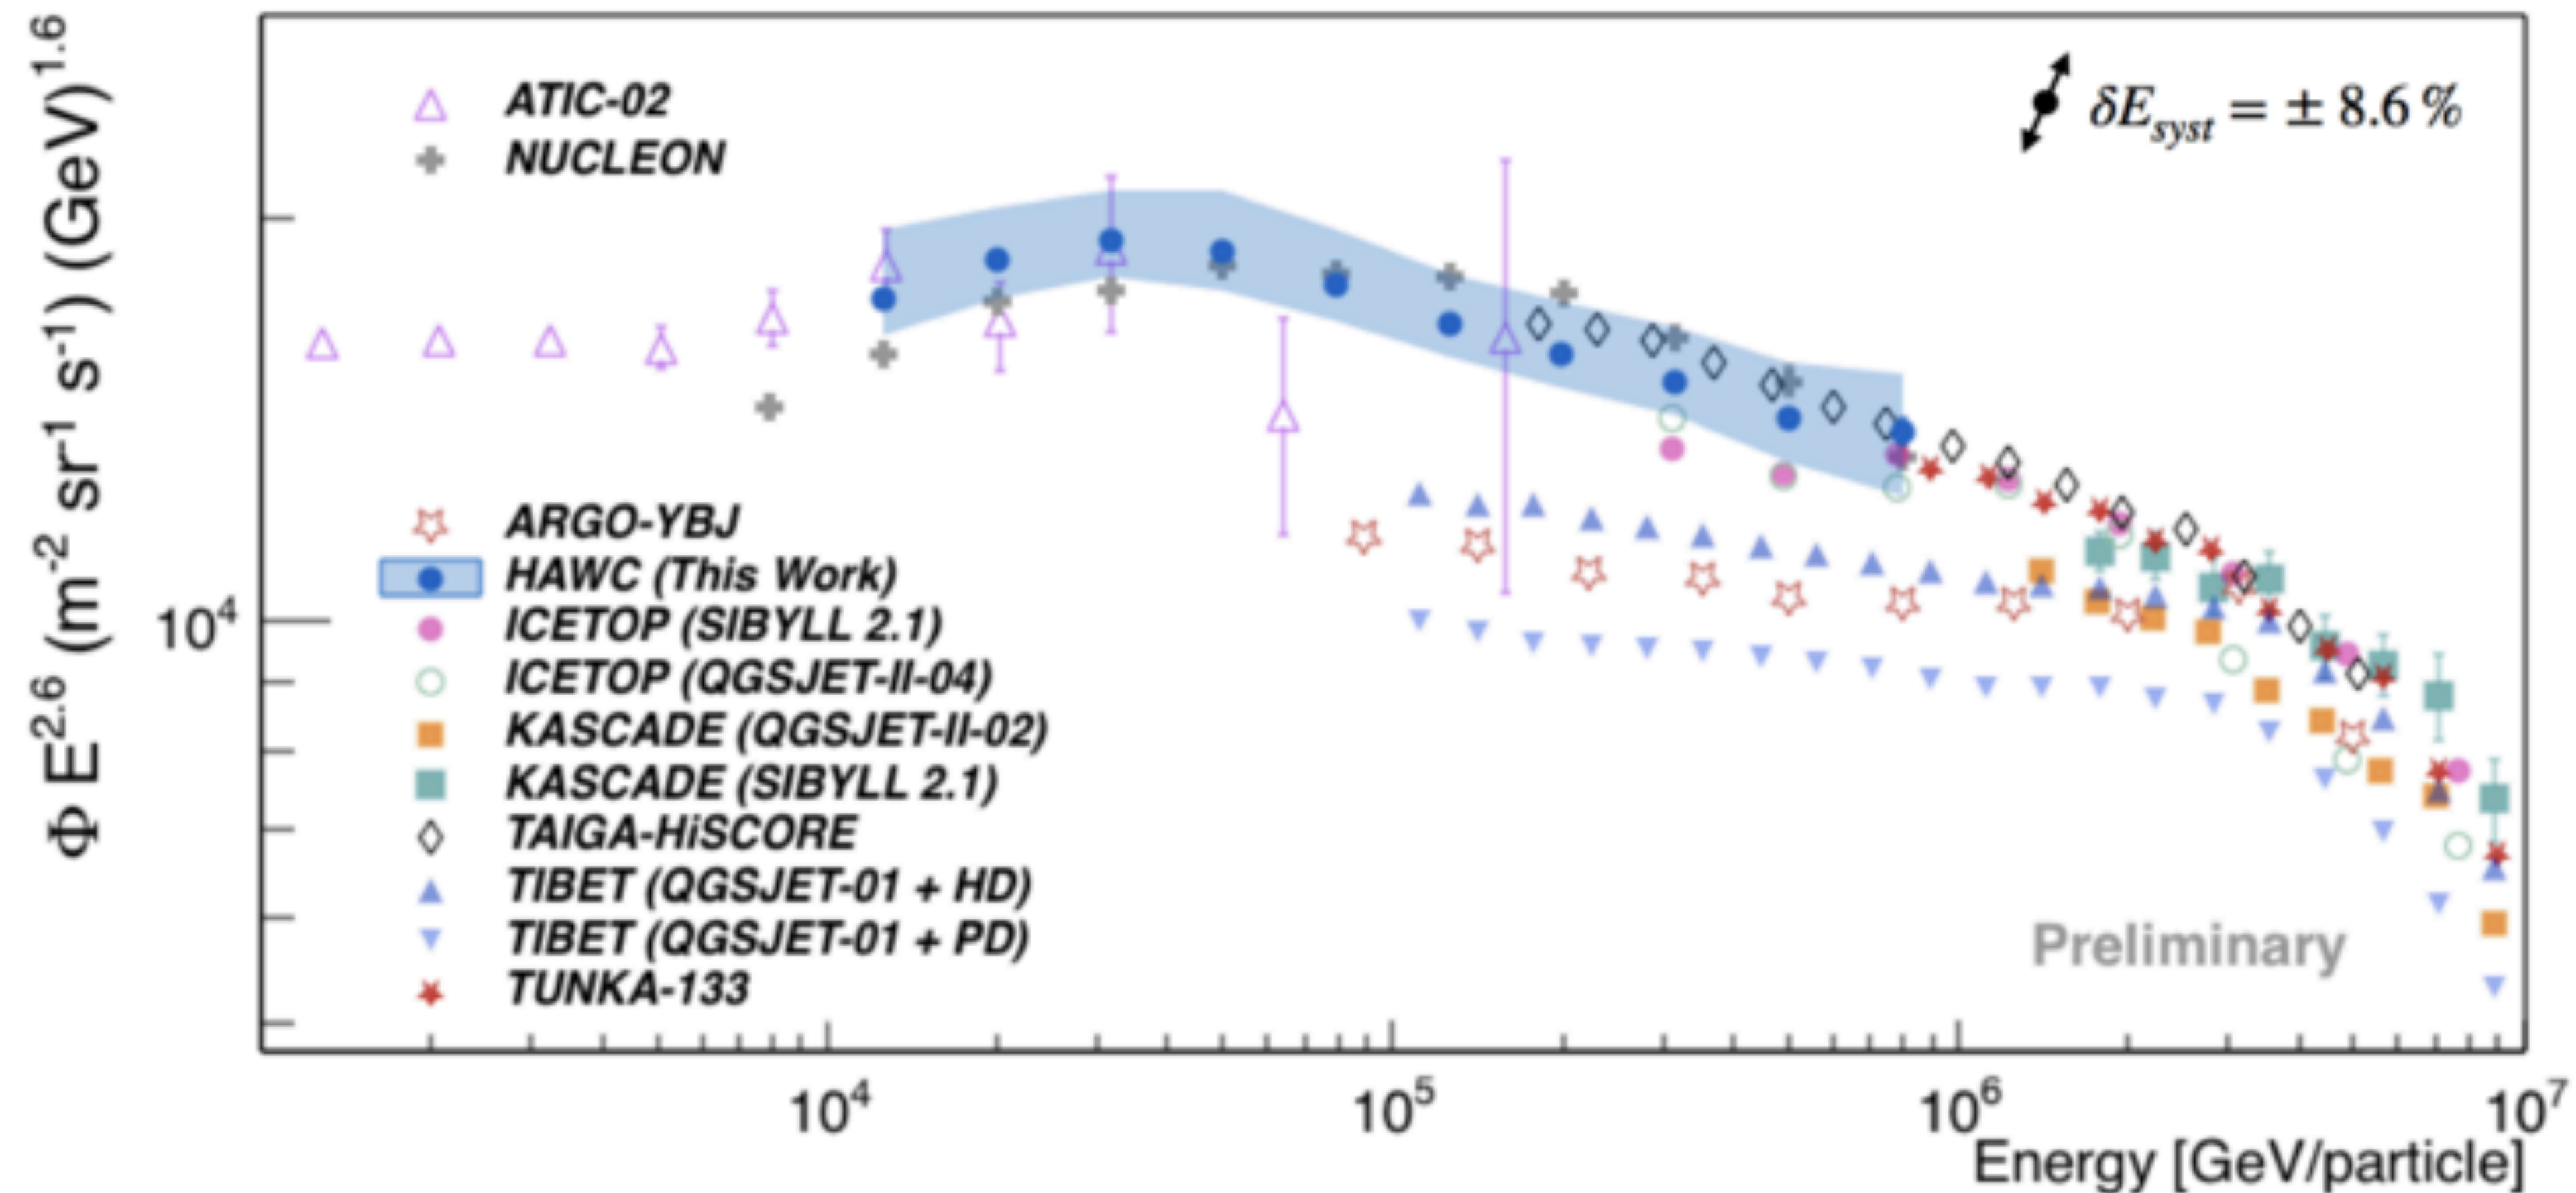 Φ E^2.6 (m^-2 sr^-1 s^-1) (GeV)^1.6
ATIC-02
NUCLEON
δE_syst = ± 8.6 %
ARGO-YBJ
HAWC (This Work)
ICETOP (SIBYLL 2.1)
ICETOP (QGSJET-II-04)
KASCADE (QGSJET-II-02)
KASCADE (SIBYLL 2.1)
TAIGA-HiSCORE
TIBET (QGSJET-01 + HD)
TIBET (QGSJET-01 + PD)
TUNKA-133
Preliminary
10^4
10^4 10^5 10^6 10^7
Energy [GeV/particle]